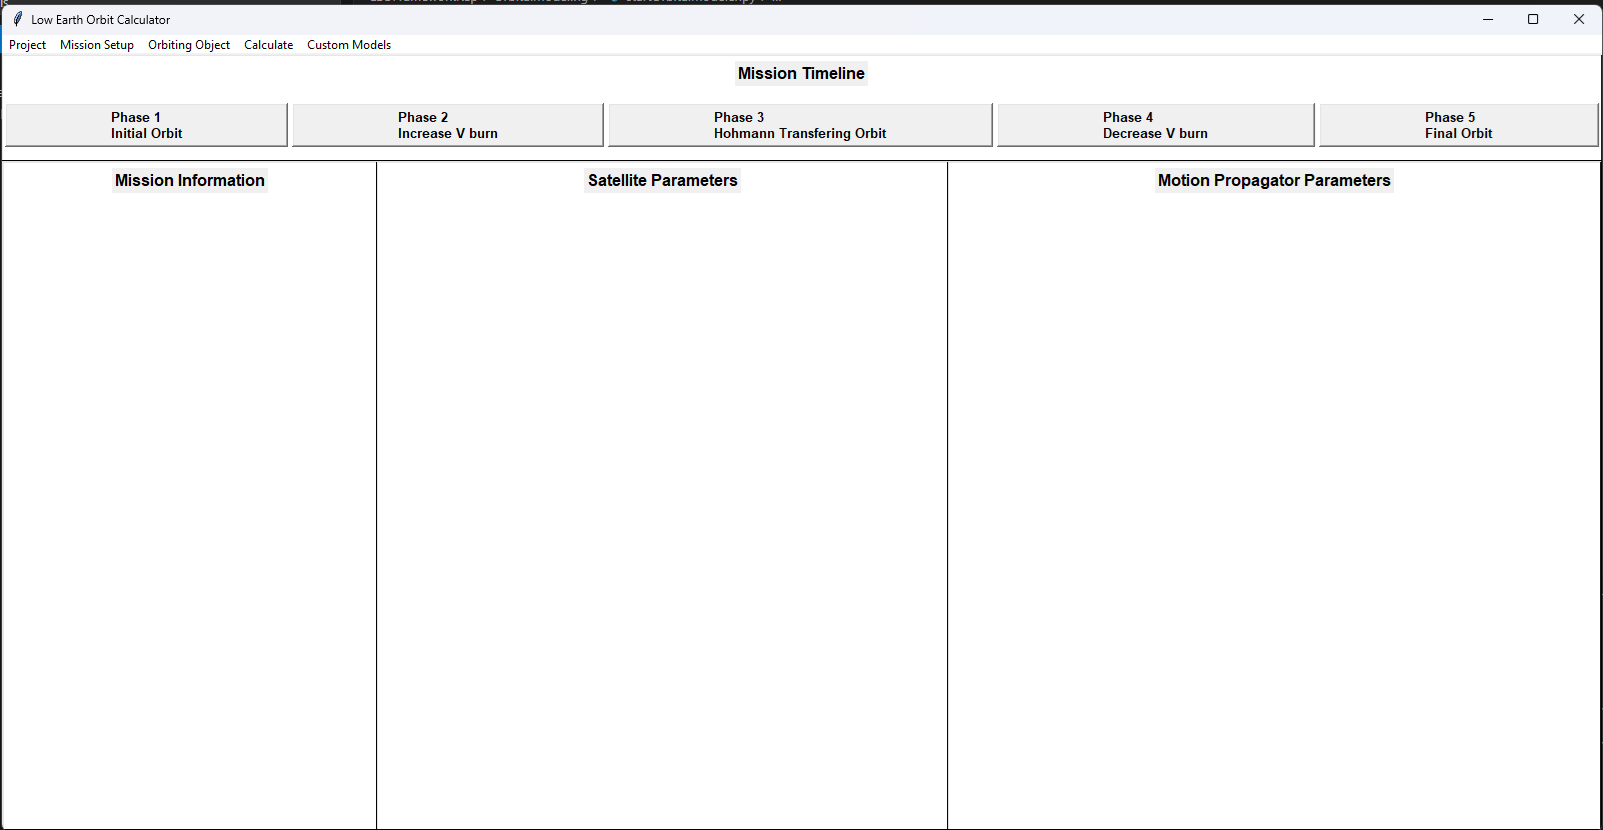 Low Earth Orbit Calculator
Project Mission Setup Orbiting Object Calculate Custom Models
Mission Timeline
Phase 1
Initial Orbit
Phase 2
Increase V burn
Phase 3
Hohmann Transfering Orbit
Phase 4
Decrease V burn
Phase 5
Final Orbit
Mission Information
Satellite Parameters
Motion Propagator Parameters